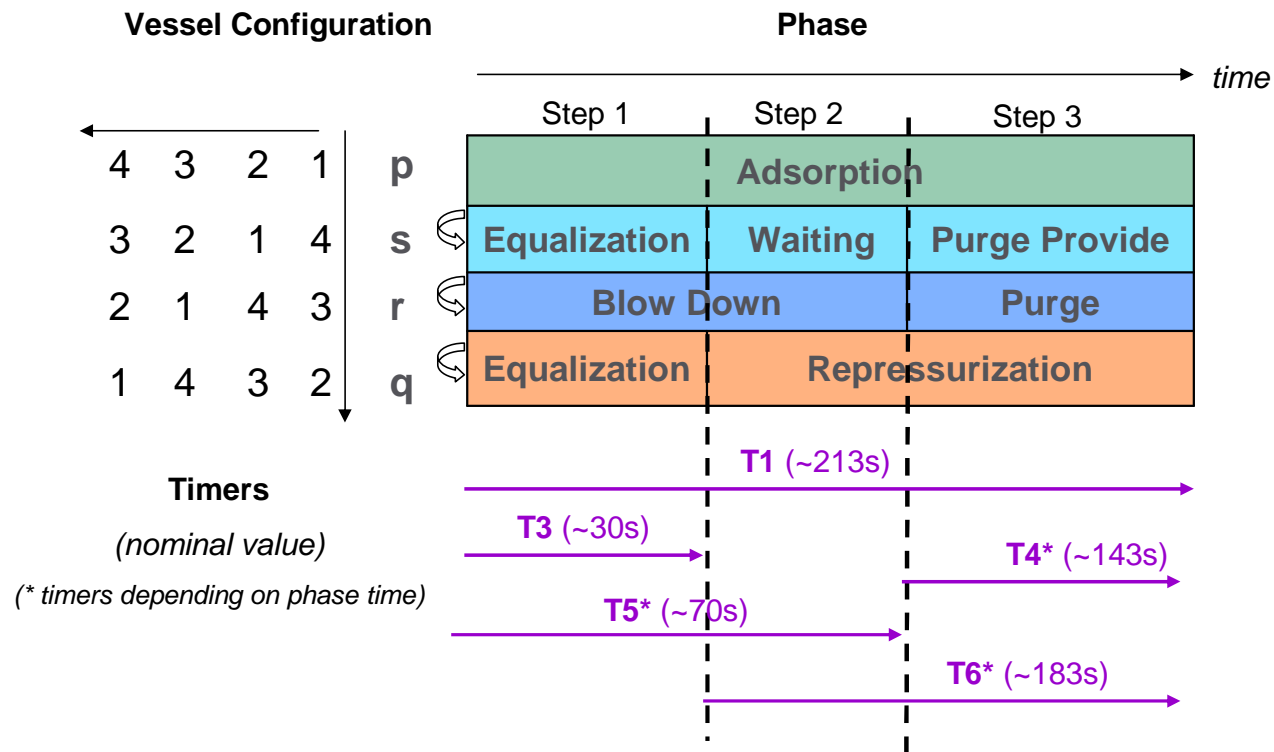 Vessel Configuration
Phase
time
Step 1 Step 2 Step 3
4 3 2 1 p Adsorption
3 2 1 4 s Equalization Waiting Purge Provide
2 1 4 3 r Blow Down Purge
1 4 3 2 q Equalization Repressurization
T1 (~213s)
Timers
T3 (~30s)
(nominal value)
T4* (~143s)
(* timers depending on phase time)
T5* (~70s)
T6* (~183s)